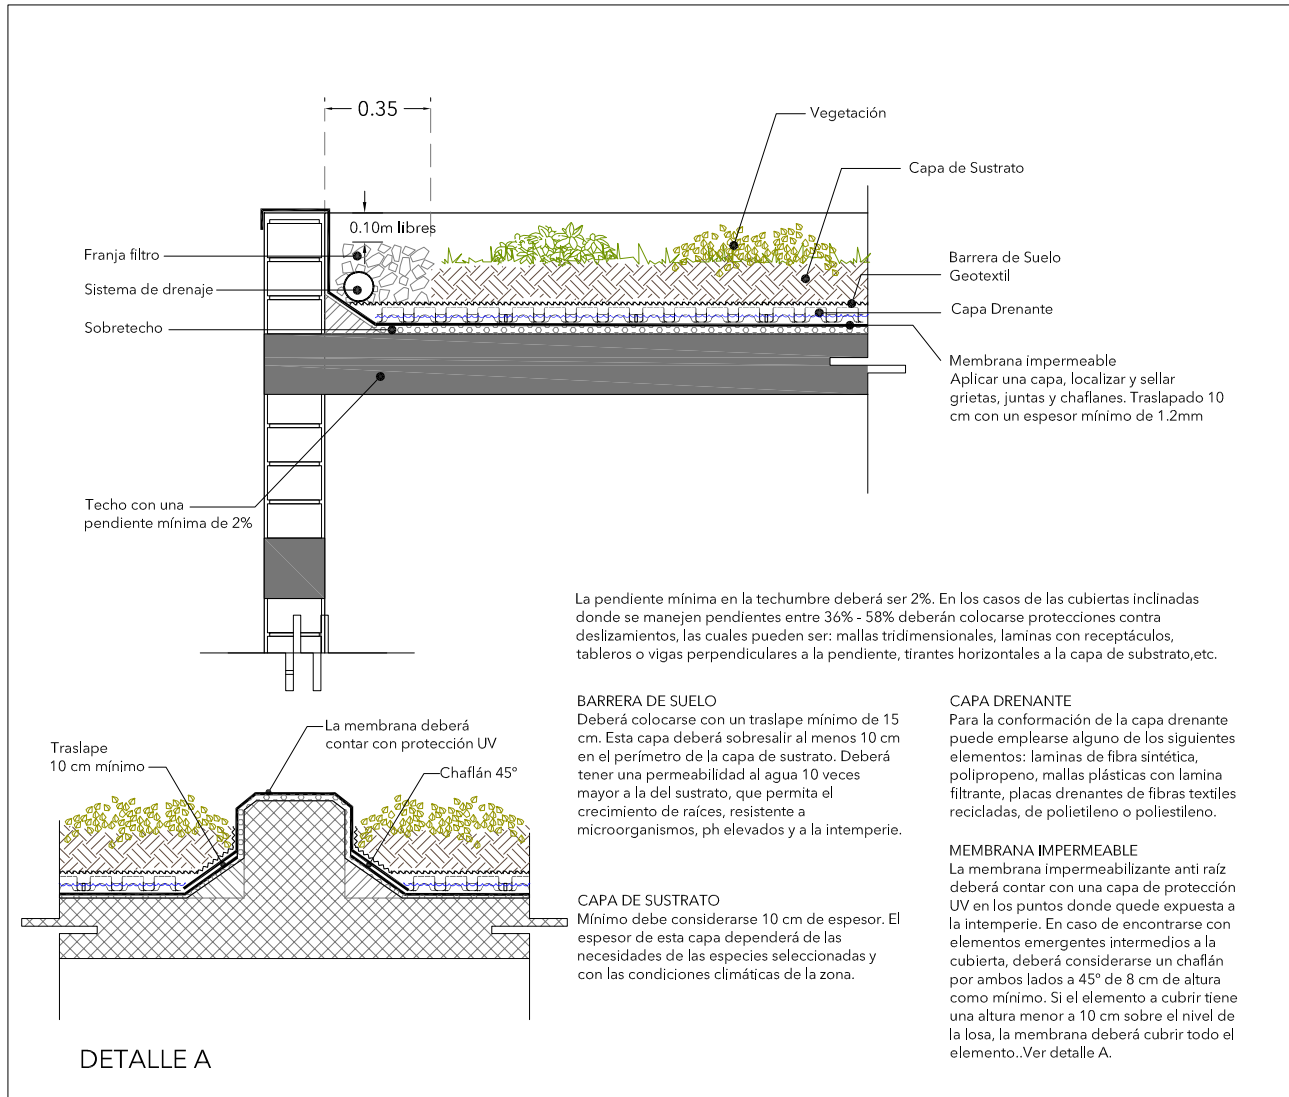 0.35
Vegetación
Capa de Sustrato
0.10m libres
Franja filtro
Sistema de drenaje
Sobretecho
Barrera de Suelo
Geotextil
Capa Drenante
Membrana impermeable
Aplicar una capa, localizar y sellar
grietas, juntas y chaflanes. Traslapado 10
cm con un espesor mínimo de 1.2mm
Techo con una
pendiente mínima de 2%
La pendiente mínima en la techumbre deberá ser 2%. En los casos de las cubiertas inclinadas
donde se manejen pendientes entre 36% - 58% deberán colocarse protecciones contra
deslizamientos, las cuales pueden ser: mallas tridimensionales, laminas con receptáculos,
tableros o vigas perpendiculares a la pendiente, tirantes horizontales a la capa de substrato,etc.
La membrana deberá
contar con protección UV
Traslape
10 cm mínimo
Chaflán 45º
DETALLE A
BARRERA DE SUELO
Deberá colocarse con un traslape mínimo de 15
cm. Esta capa deberá sobresalir al menos 10 cm
en el perímetro de la capa de sustrato. Deberá
tener una permeabilidad al agua 10 veces
mayor a la del sustrato, que permita el
crecimiento de raíces, resistente a
microorganismos, ph elevados y a la intemperie.
CAPA DE SUSTRATO
Mínimo debe considerarse 10 cm de espesor. El
espesor de esta capa dependerá de las
necesidades de las especies seleccionadas y
con las condiciones climáticas de la zona.
CAPA DRENANTE
Para la conformación de la capa drenante
puede emplearse alguno de los siguientes
elementos: laminas de fibra sintética,
polipropeno, mallas plásticas con lamina
filtrante, placas drenantes de fibras textiles
recicladas, de polietileno o poliestileno.
MEMBRANA IMPERMEABLE
La membrana impermeabilizante anti raíz
deberá contar con una capa de protección
UV en los puntos donde quede expuesta a
la intemperie. En caso de encontrarse con
elementos emergentes intermedios a la
cubierta, deberá considerarse un chaflán
por ambos lados a 45º de 8 cm de altura
como mínimo. Si el elemento a cubrir tiene
una altura menor a 10 cm sobre el nivel de
la losa, la membrana deberá cubrir todo el
elemento..Ver detalle A.